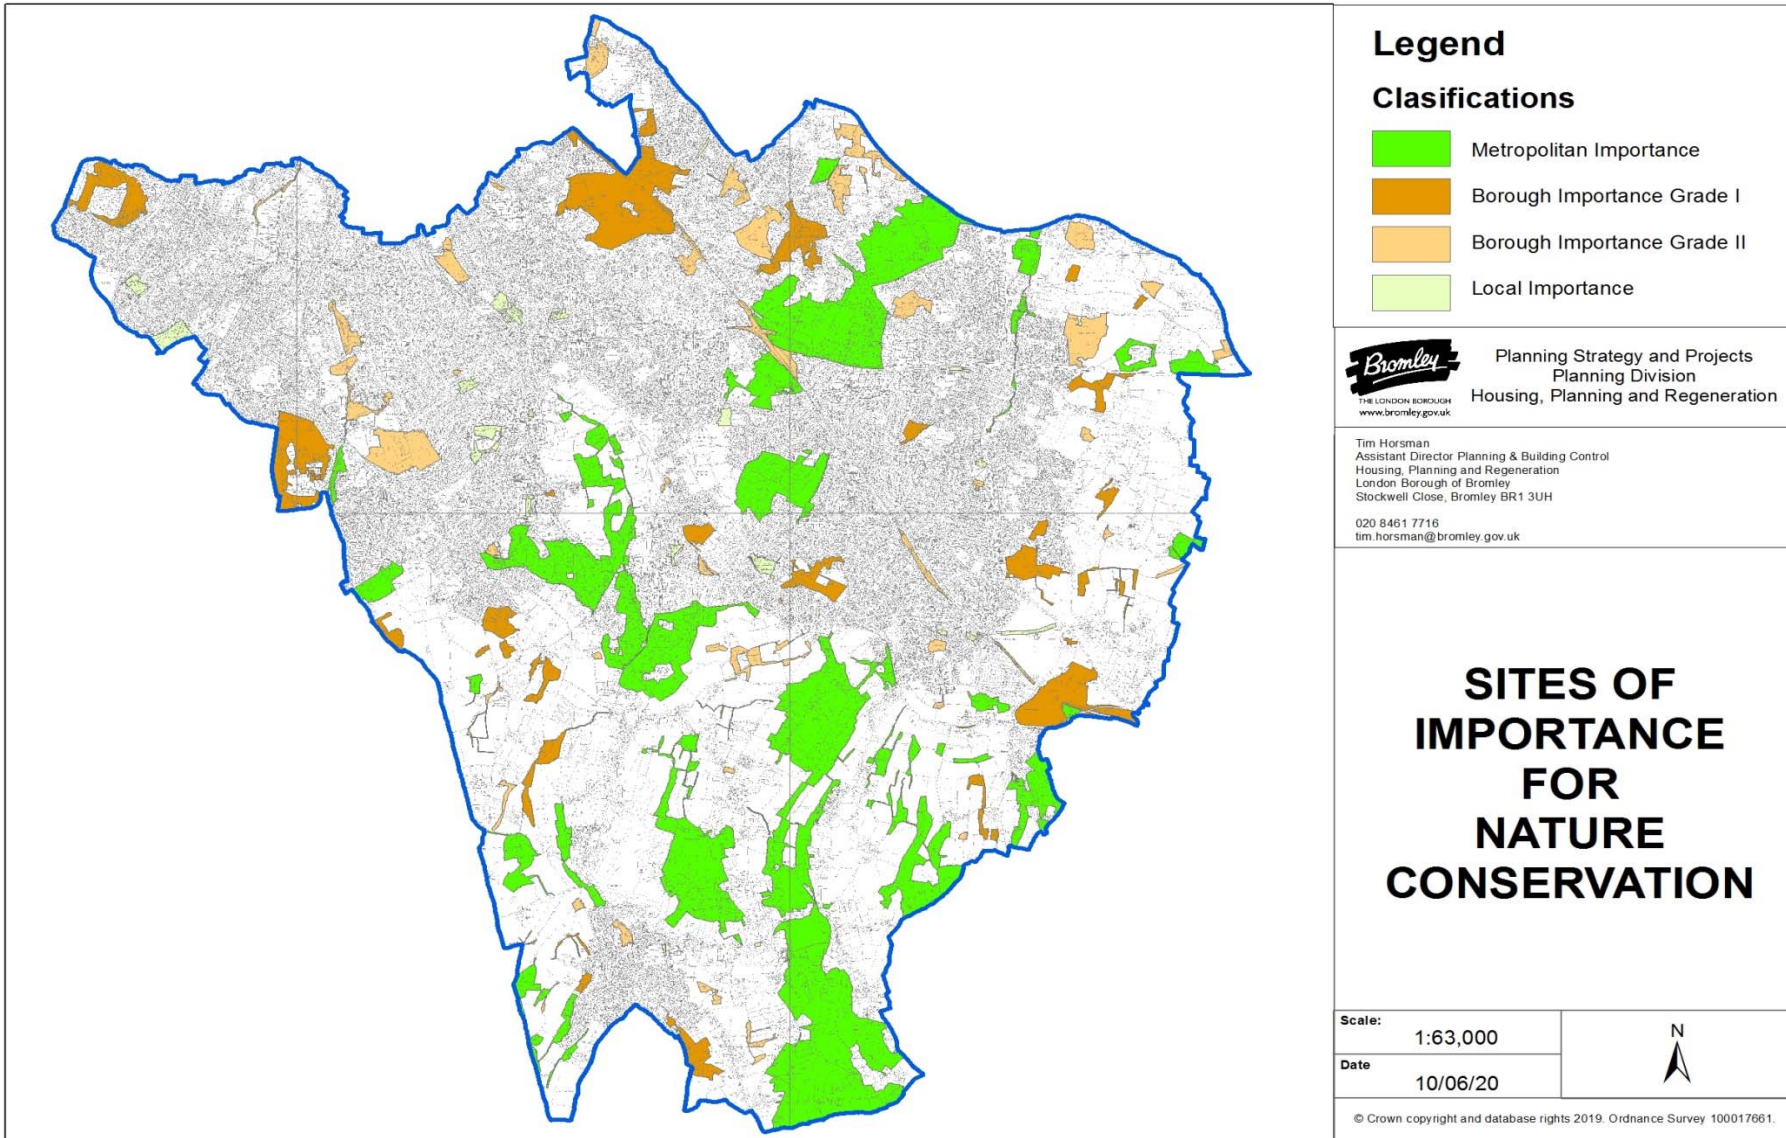 Legend
Clasifications
Metropolitan Importance
Borough Importance Grade I
Borough Importance Grade II
Local Importance
Bromley
THE LONDON BOROUGH
www.bromley.gov.uk
Planning Strategy and Projects
Planning Division
Housing, Planning and Regeneration
Tim Horsman
Assistant Director Planning & Building Control
Housing, Planning and Regeneration
London Borough of Bromley
Stockwell Close, Bromley BR1 3UH
020 8461 7716
tim.horsman@bromley.gov.uk
SITES OF
IMPORTANCE
FOR
NATURE
CONSERVATION
Scale:
1:63,000
Date
10/06/20
N
© Crown copyright and database rights 2019. Ordnance Survey 100017661.